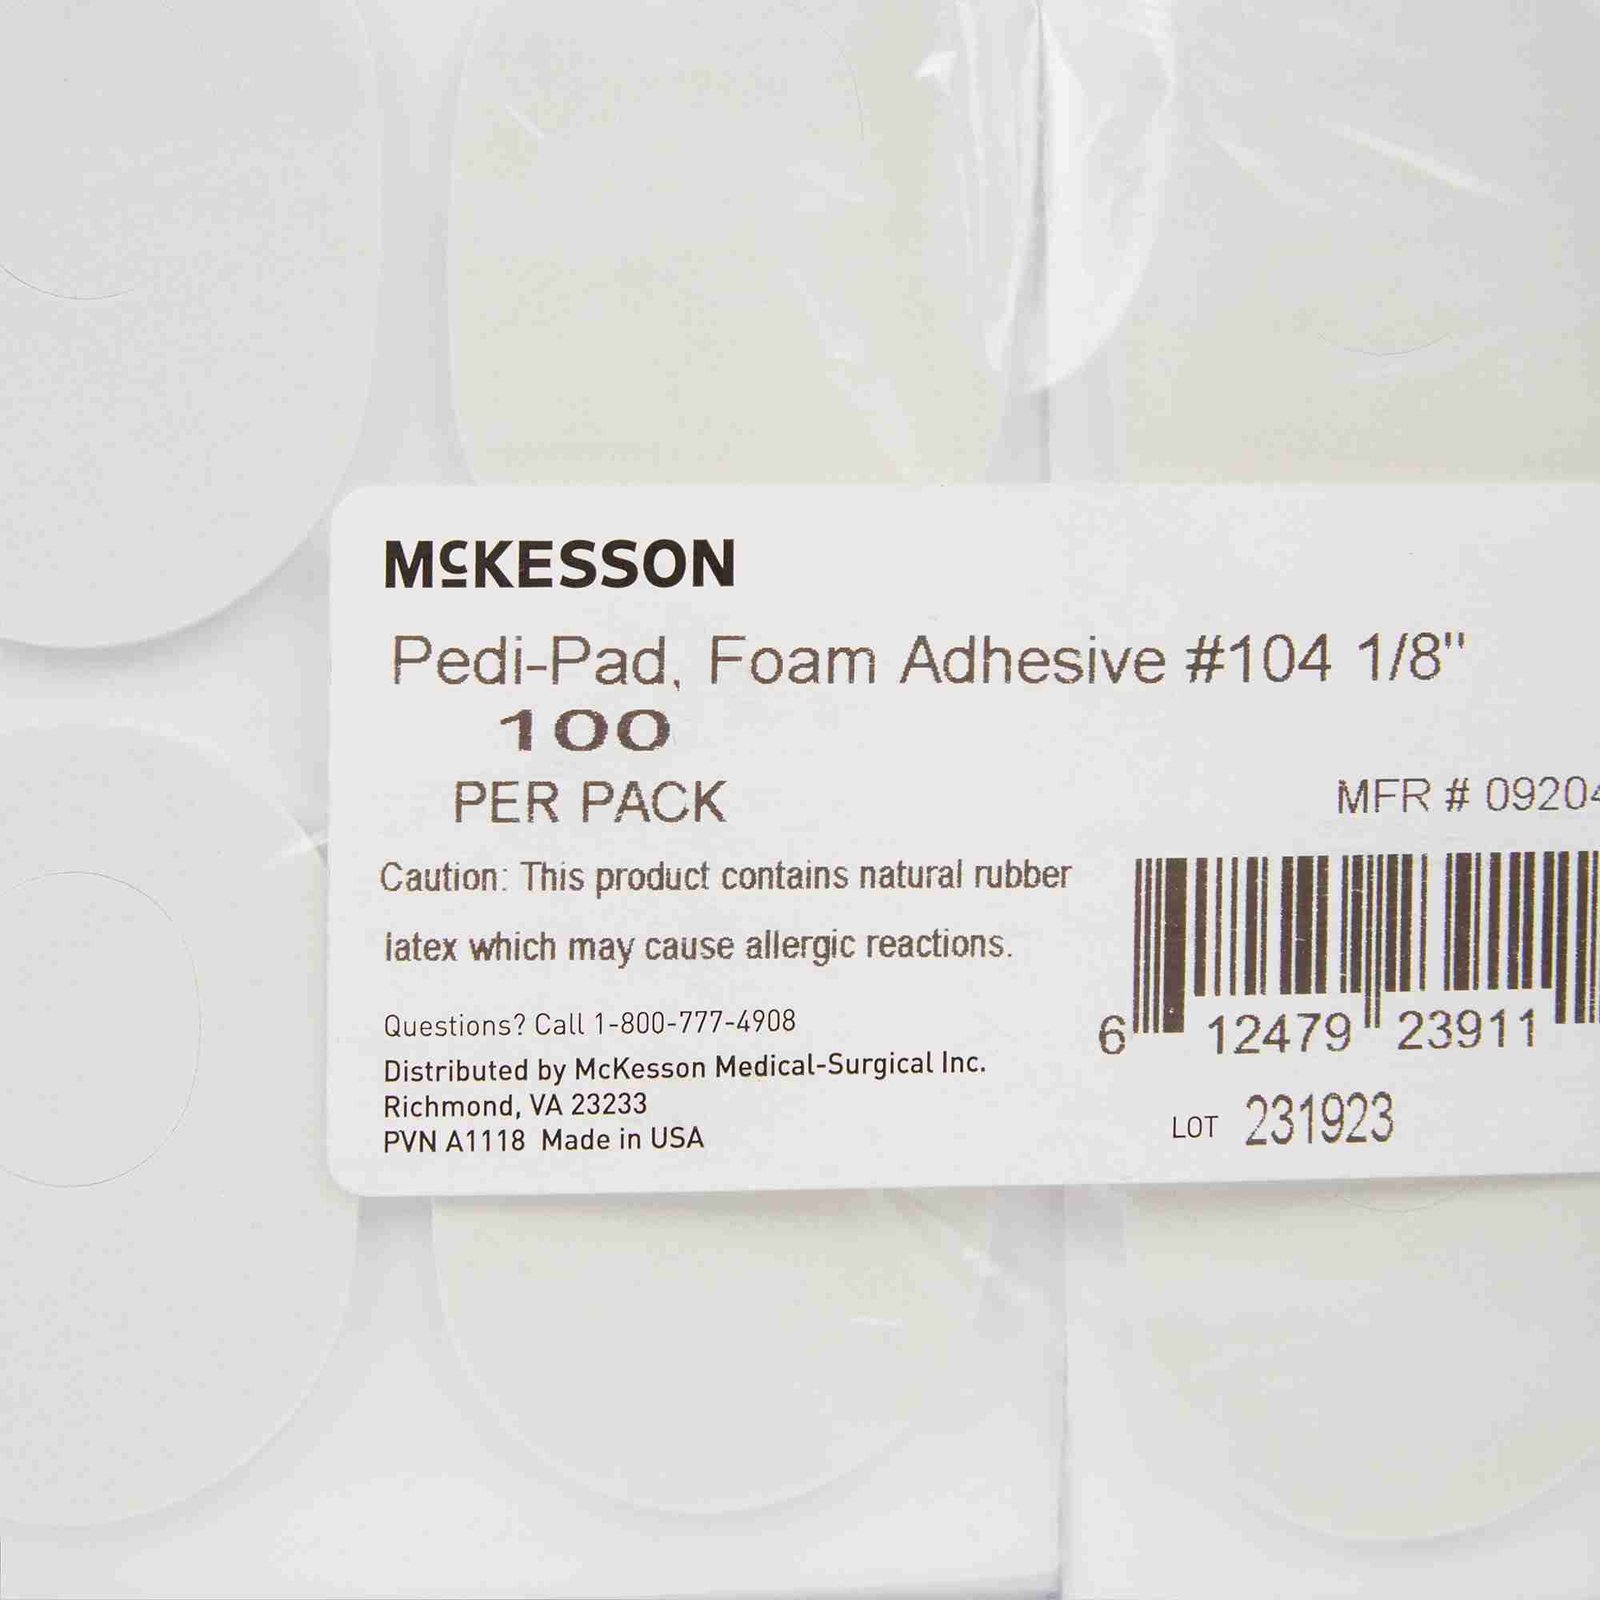 McKESSON
Pedi-Pad, Foam Adhesive #104 1/8"
100
PER PACK
MFR # 09204
Caution: This product contains natural rubber
latex which may cause allergic reactions.
Questions? Call 1-800-777-4908
Distributed by McKesson Medical-Surgical Inc.
Richmond, VA 23233
PVN A1118 Made in USA
6 12479 23911
LOT 231923